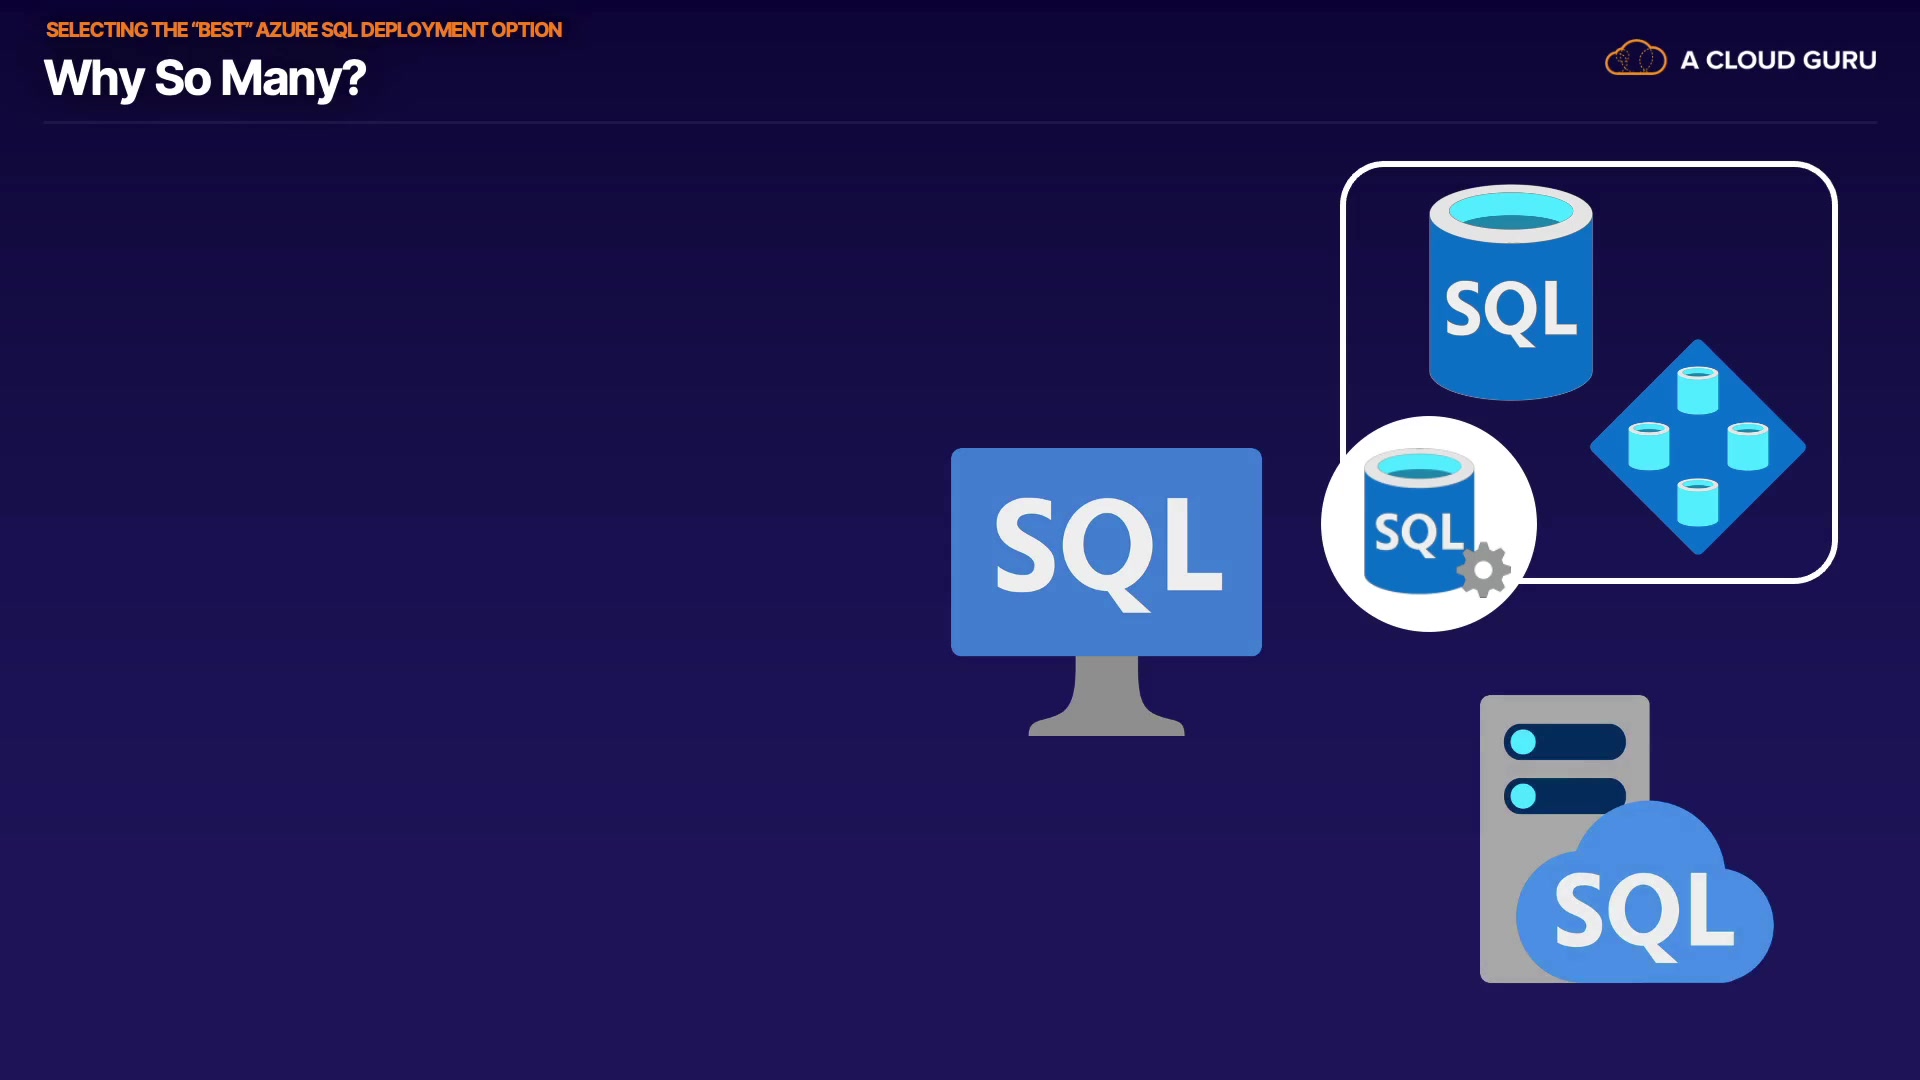 SELECTING THE “BEST” AZURE SQL DEPLOYMENT OPTION
Why So Many?
A CLOUD GURU
SQL
SQL
SQL
SQL